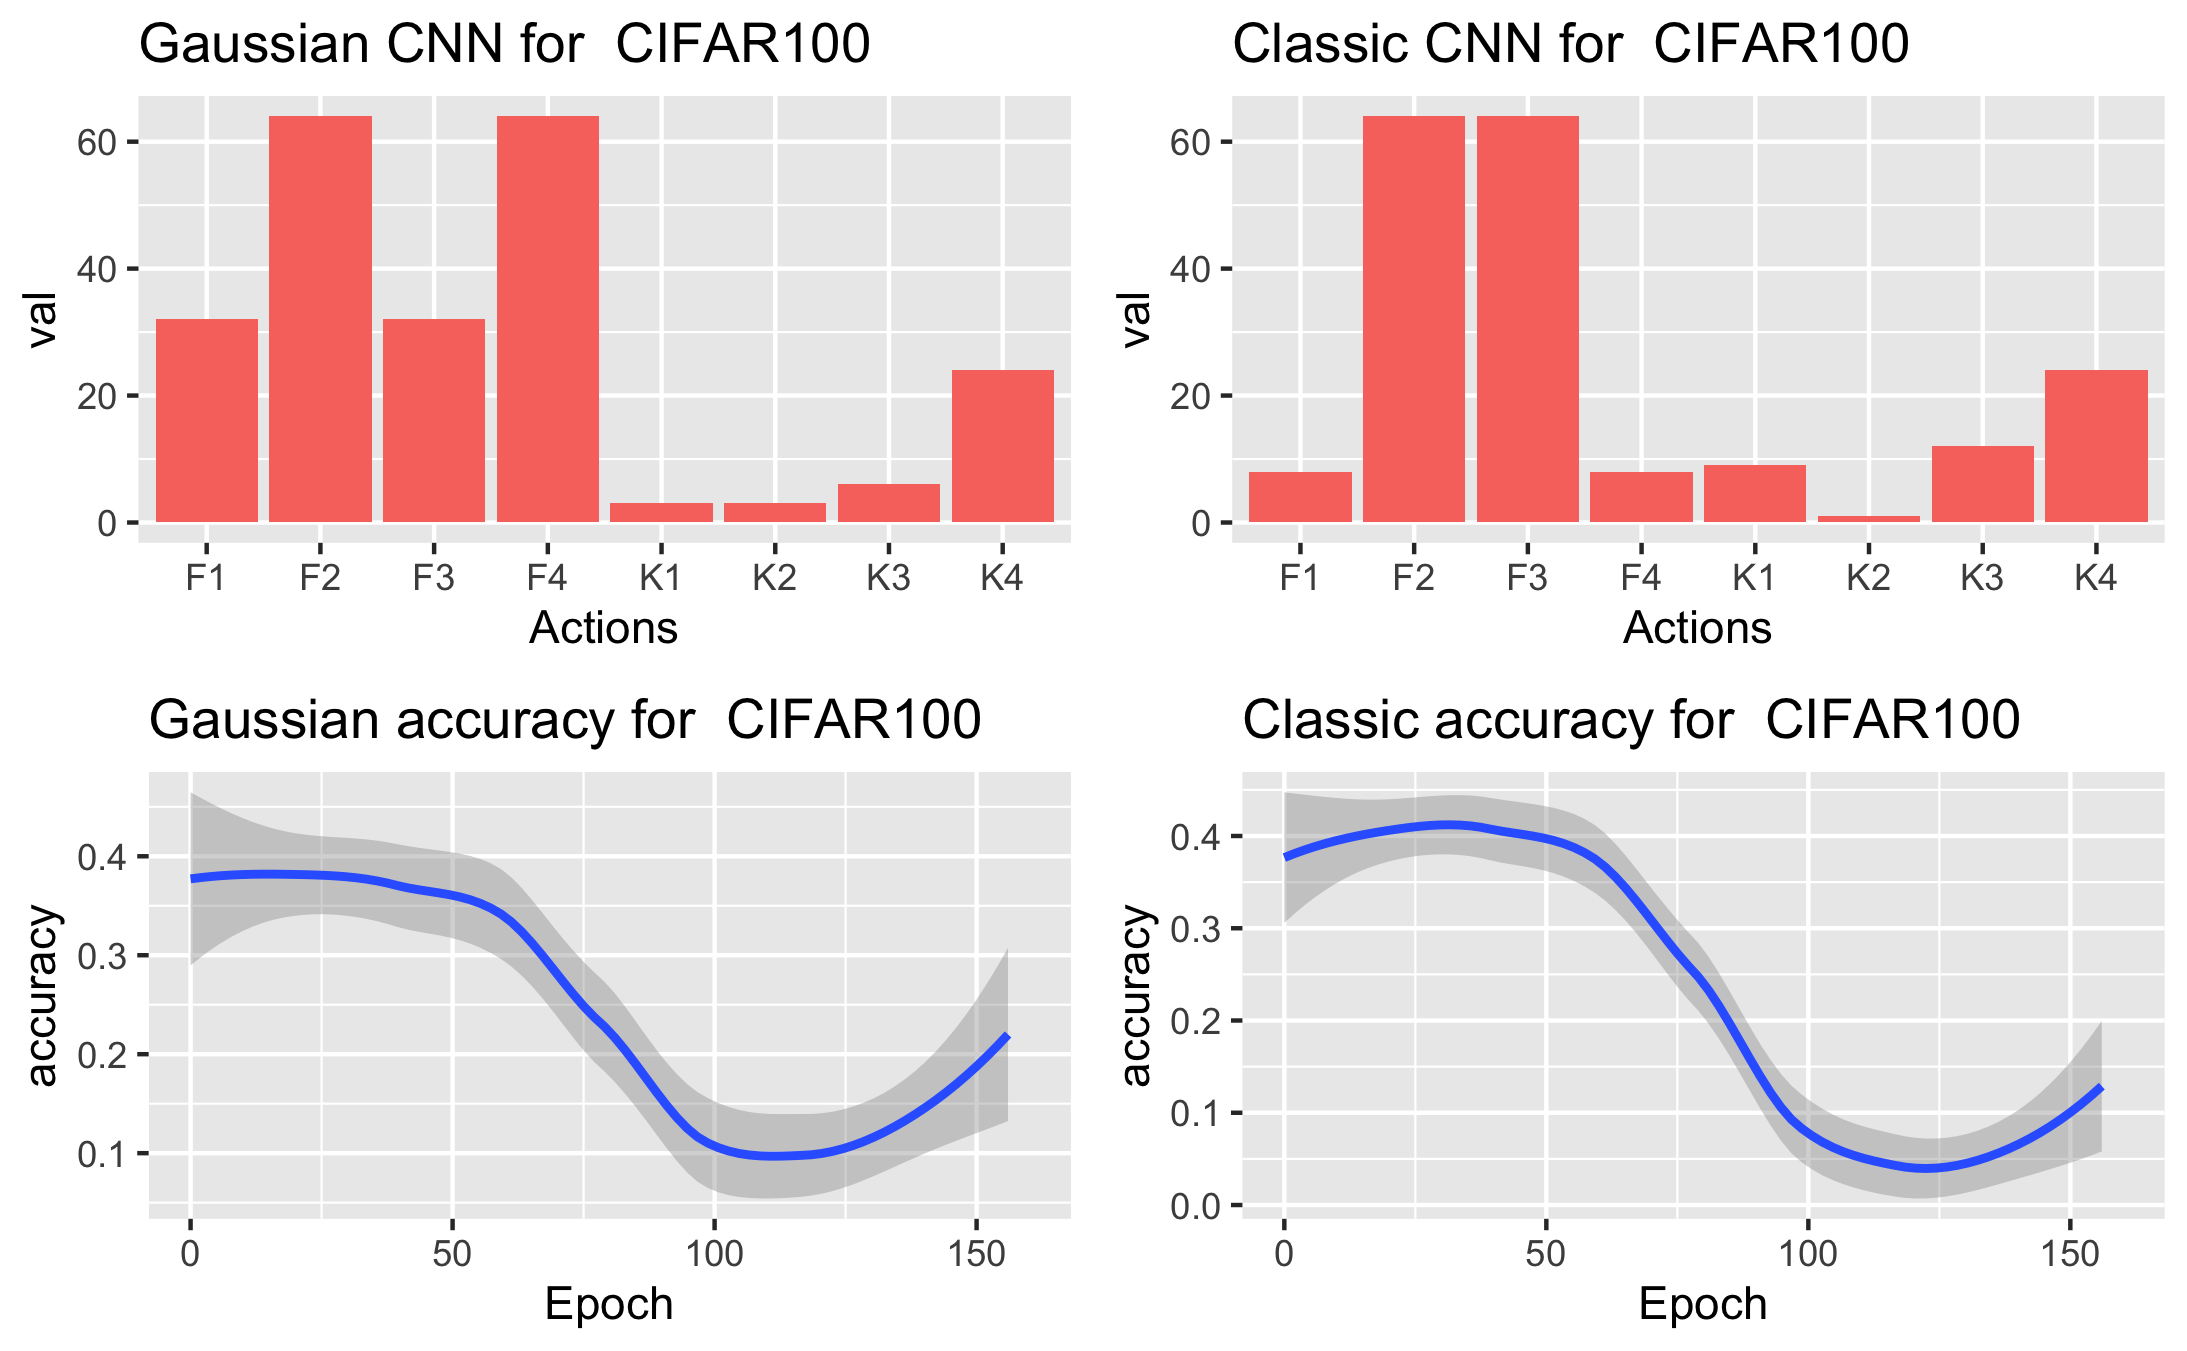 Gaussian CNN for  CIFAR100
val
60
40
20
0
F1 F2 F3 F4 K1 K2 K3 K4
Actions
Classic CNN for  CIFAR100
val
60
40
20
0
F1 F2 F3 F4 K1 K2 K3 K4
Actions
Gaussian accuracy for  CIFAR100
accuracy
0.4
0.3
0.2
0.1
0 50 100 150
Epoch
Classic accuracy for  CIFAR100
accuracy
0.4
0.3
0.2
0.1
0.0
0 50 100 150
Epoch